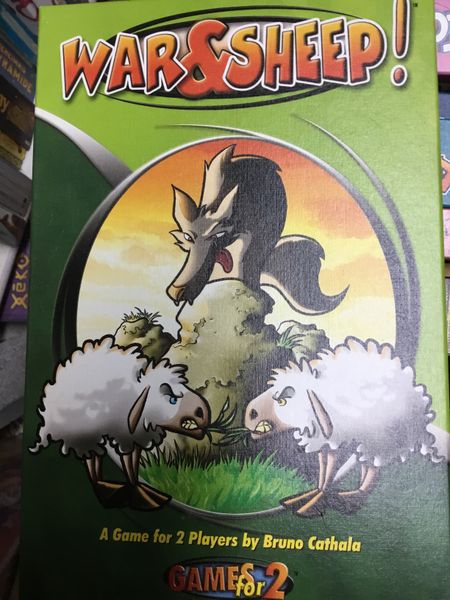 WAR&SHEEP!
A Game for 2 Players by Bruno Cathala
GAMES
for 2